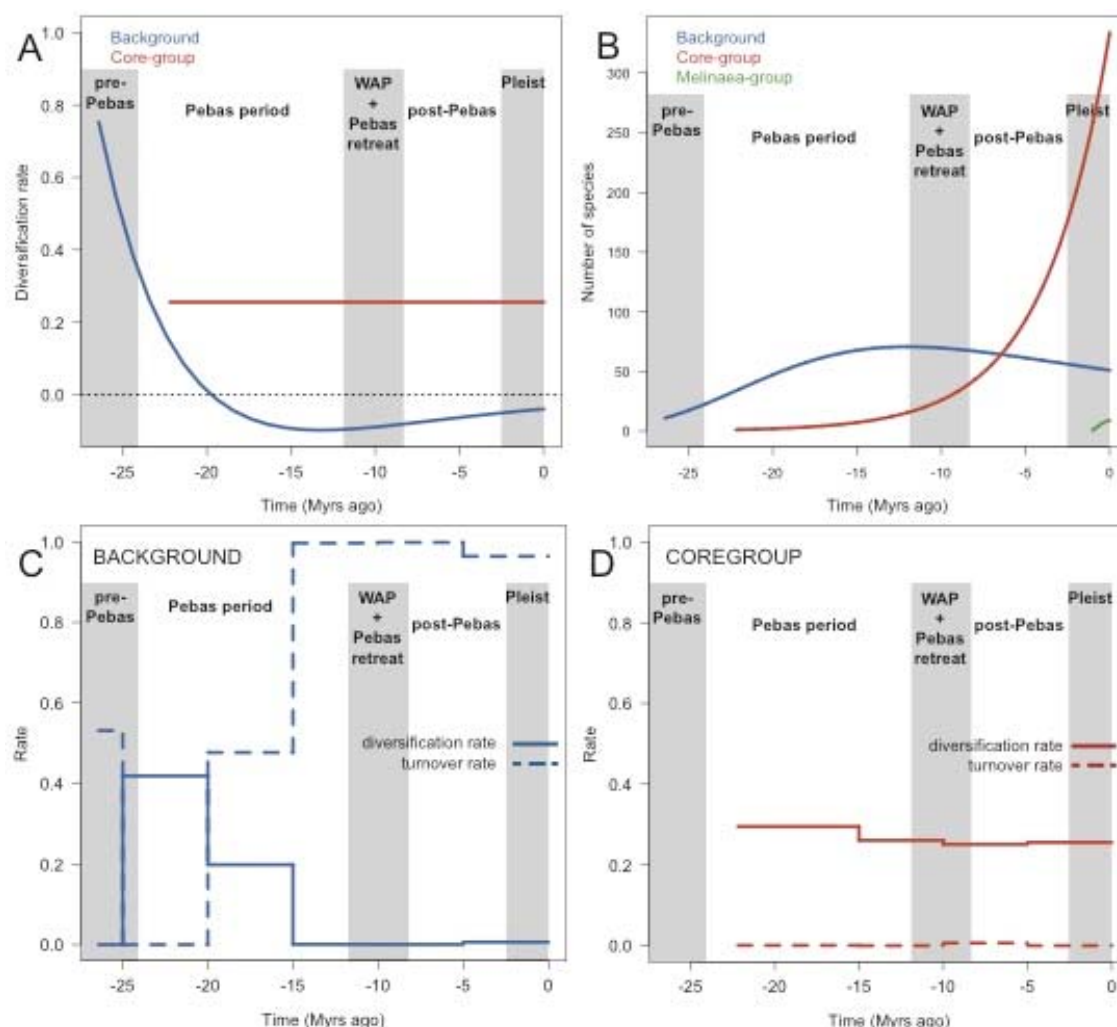 A
Background
Core-group
pre-
Pebas
Pebas period
WAP
+
Pebas
retreat
post-Pebas
Pleist
Diversification rate
1.0
0.8
0.6
0.4
0.2
0.0
-25
-20
-15
-10
-5
0
Time (Myrs ago)
B
Background
Core-group
Melinaea-group
pre-
Pebas
Pebas period
WAP
+
Pebas
retreat
post-Pebas
Pleist
Number of species
300
250
200
150
100
50
0
-25
-20
-15
-10
-5
0
Time (Myrs ago)
C
BACKGROUND
pre-
Pebas
Pebas period
WAP
+
Pebas
retreat
post-Pebas
Pleist
diversification rate
turnover rate
Rate
1.0
0.8
0.6
0.4
0.2
0.0
-25
-20
-15
-10
-5
0
Time (Myrs ago)
D
COREGROUP
pre-
Pebas
Pebas period
WAP
+
Pebas
retreat
post-Pebas
Pleist
diversification rate
turnover rate
Rate
1.0
0.8
0.6
0.4
0.2
0.0
-25
-20
-15
-10
-5
0
Time (Myrs ago)